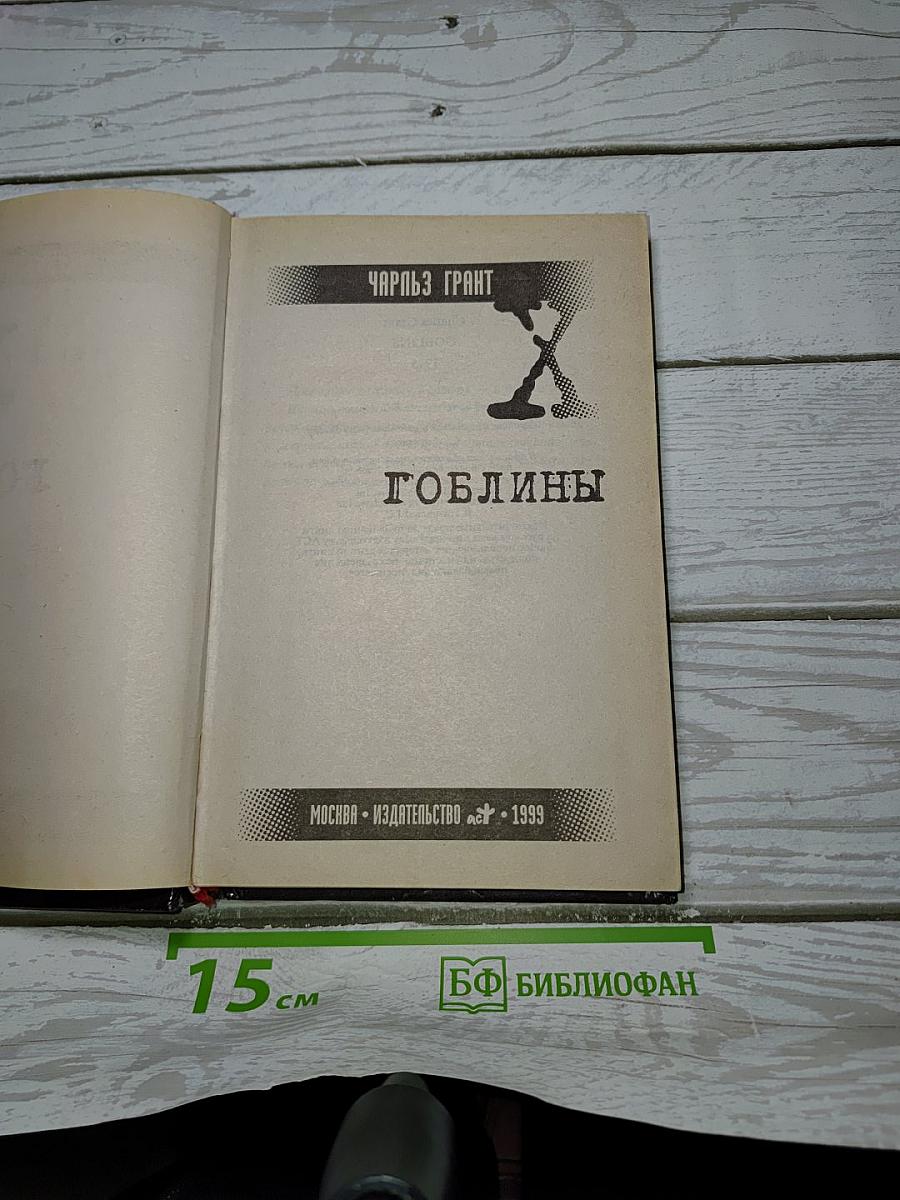 ЧАРЛЬЗ ГРАНТ
X
ГОБЛИНЫ
МОСКВА • ИЗДАТЕЛЬСТВО аст • 1999
15 см
БФ БИБЛИОФАН